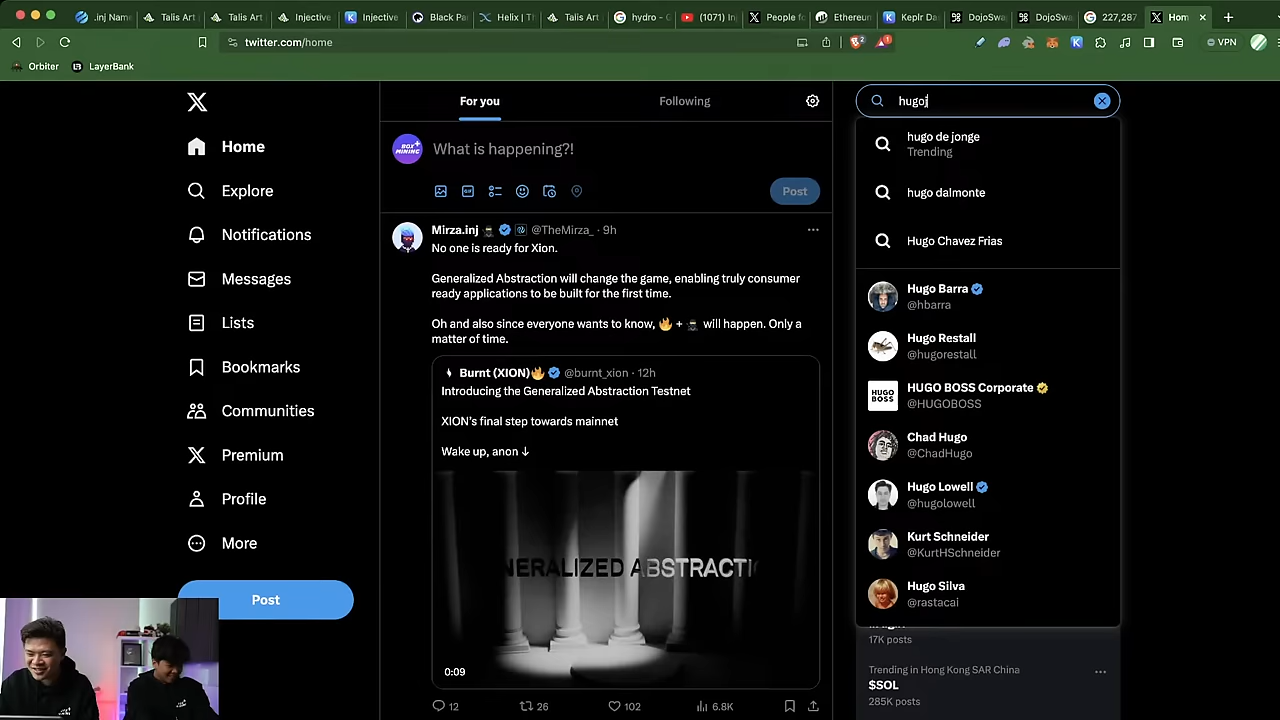 .inj Name
Talis Art
Talis Art
Injective
Injective
Black Pa
Helix | Th
Talis Art
hydro - G
(1071) Inj
People fo
Ethereum
Keplr Da
DojoSwa
DojoSwa
227,287
Hom
twitter.com/home
2
1
VPN
Orbiter
LayerBank
Home
Explore
Notifications
Messages
Lists
Bookmarks
Communities
Premium
Profile
More
Post
For you
Following
What is happening?!
Post
Mirza.inj @TheMirza_ · 9h
No one is ready for Xion.
Generalized Abstraction will change the game, enabling truly consumer
ready applications to be built for the first time.
Oh and also since everyone wants to know, 🔥 + 🥷 will happen. Only a
matter of time.
Burnt (XION)🔥 @burnt_xion · 12h
Introducing the Generalized Abstraction Testnet
XION's final step towards mainnet
Wake up, anon ↓
NERALIZED ABSTRACTI
0:09
12
26
102
6.8K
hugoj
hugo de jonge
Trending
hugo dalmonte
Hugo Chavez Frias
Hugo Barra
@hbarra
Hugo Restall
@hugorestall
HUGO
BOSS
HUGO BOSS Corporate
@HUGOBOSS
Chad Hugo
@ChadHugo
Hugo Lowell
@hugolowell
Kurt Schneider
@KurtHSchneider
Hugo Silva
@rastacai
17K posts
Trending in Hong Kong SAR China
$SOL
285K posts